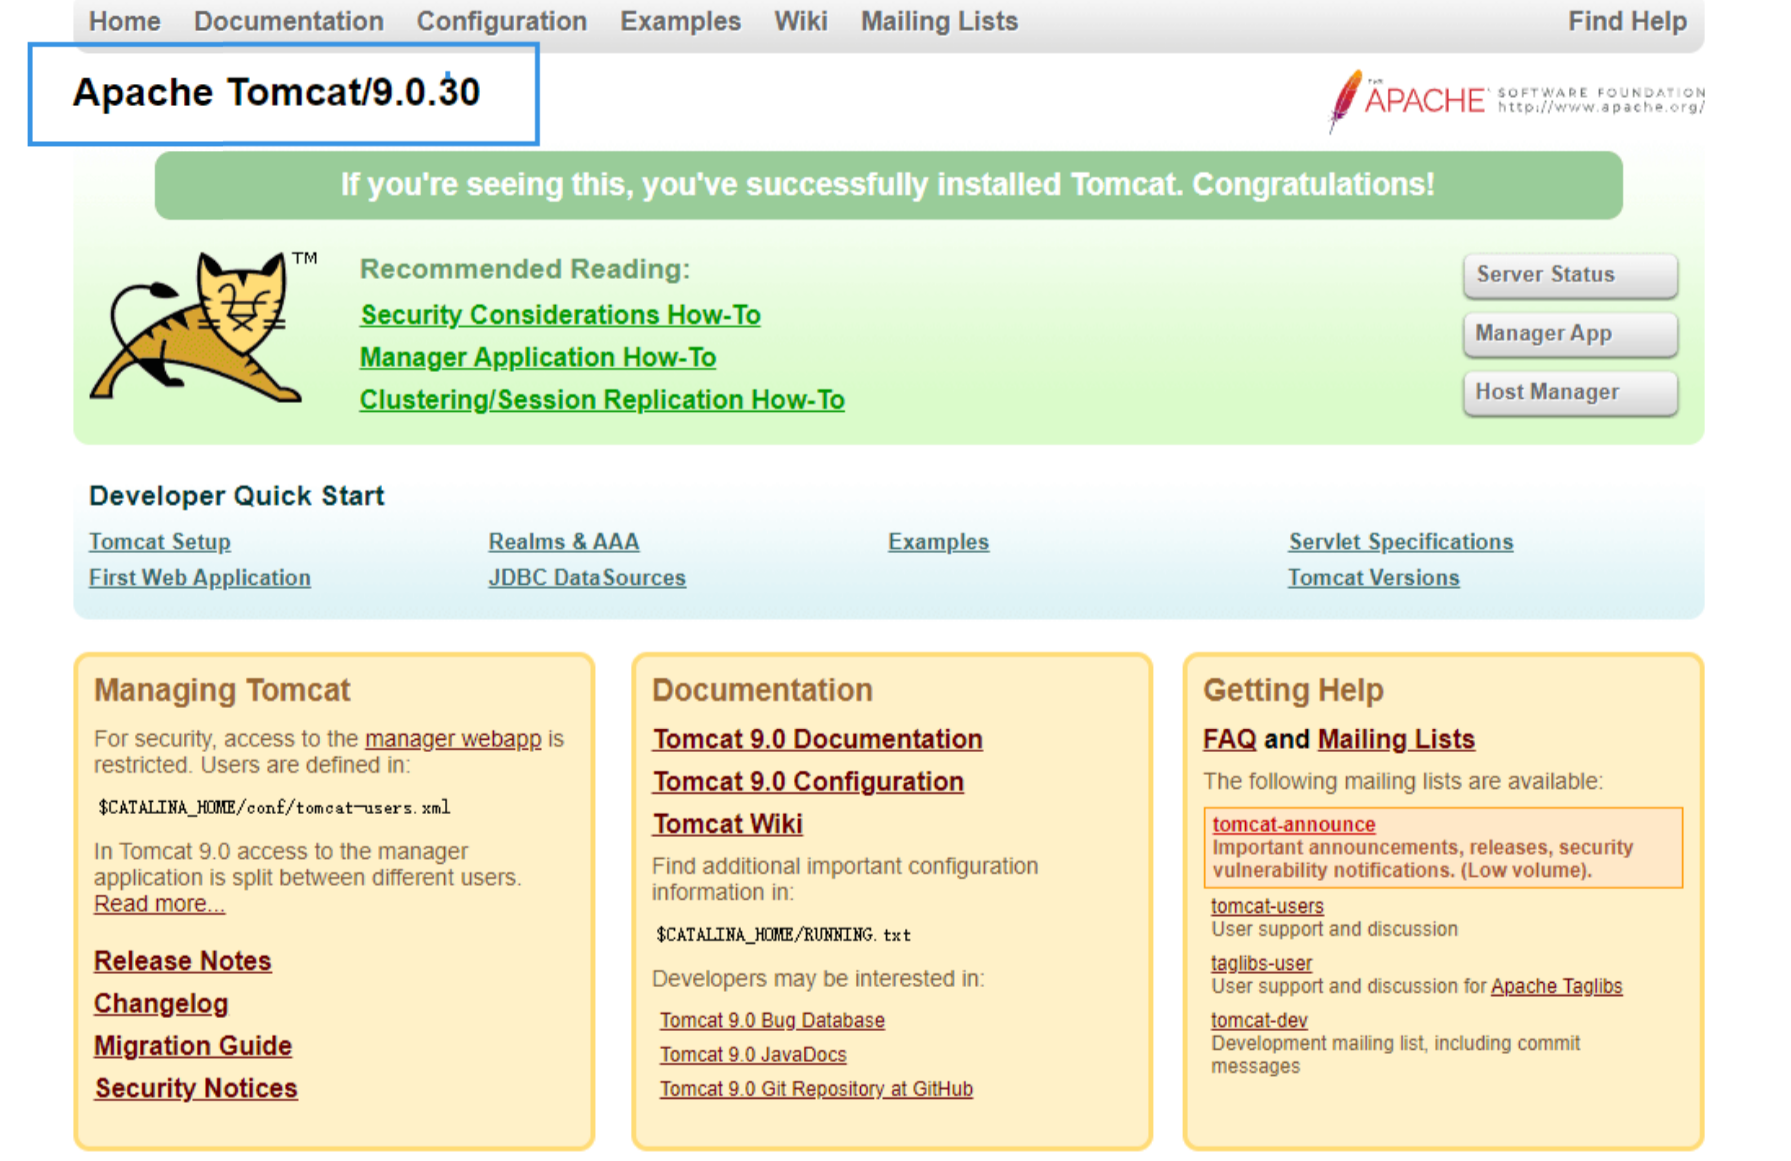 Home Documentation Configuration Examples Wiki Mailing Lists Find Help
Apache Tomcat/9.0.30
THE APACHE SOFTWARE FOUNDATION
http://www.apache.org/
If you're seeing this, you've successfully installed Tomcat. Congratulations!
TM
Recommended Reading:
Security Considerations How-To
Manager Application How-To
Clustering/Session Replication How-To
Server Status
Manager App
Host Manager
Developer Quick Start
Tomcat Setup
First Web Application
Realms & AAA
JDBC DataSources
Examples
Servlet Specifications
Tomcat Versions
Managing Tomcat
For security, access to the manager webapp is
restricted. Users are defined in:
$CATALINA_HOME/conf/tomcat-users.xml
In Tomcat 9.0 access to the manager
application is split between different users.
Read more...
Release Notes
Changelog
Migration Guide
Security Notices
Documentation
Tomcat 9.0 Documentation
Tomcat 9.0 Configuration
Tomcat Wiki
Find additional important configuration
information in:
$CATALINA_HOME/RUNNING.txt
Developers may be interested in:
Tomcat 9.0 Bug Database
Tomcat 9.0 JavaDocs
Tomcat 9.0 Git Repository at GitHub
Getting Help
FAQ and Mailing Lists
The following mailing lists are available:
tomcat-announce
Important announcements, releases, security
vulnerability notifications. (Low volume).
tomcat-users
User support and discussion
taglibs-user
User support and discussion for Apache Taglibs
tomcat-dev
Development mailing list, including commit
messages